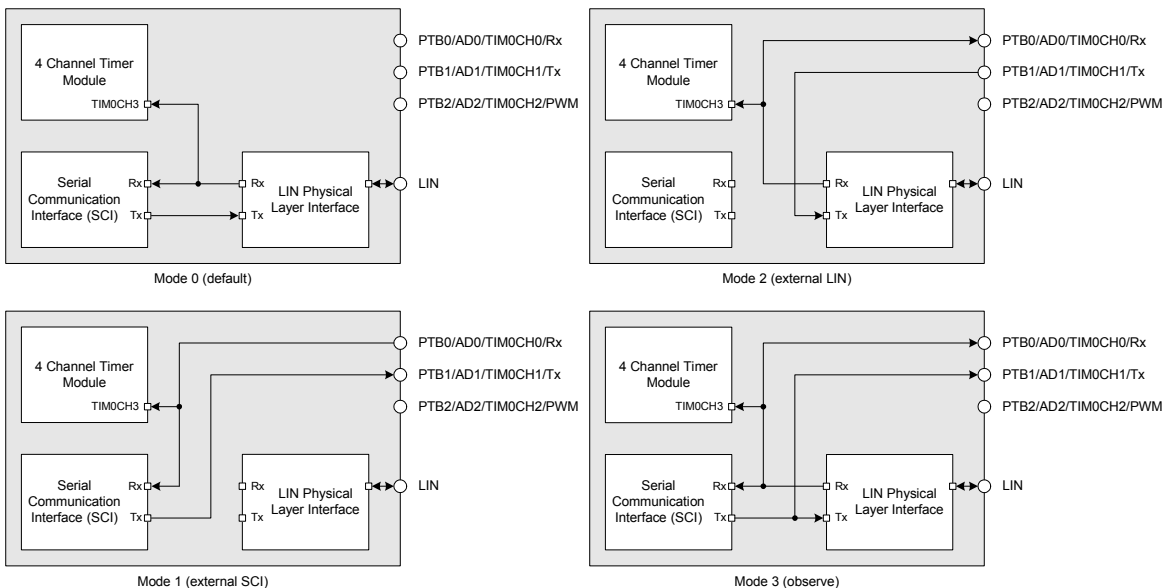 4 Channel Timer
Module
TIM0CH3
Serial
Communication
Interface (SCI)
Rx
Tx
Rx
Tx
LIN Physical
Layer Interface
PTB0/AD0/TIM0CH0/Rx
PTB1/AD1/TIM0CH1/Tx
PTB2/AD2/TIM0CH2/PWM
LIN
Mode 0 (default)
4 Channel Timer
Module
TIM0CH3
Serial
Communication
Interface (SCI)
Rx
Tx
Rx
Tx
LIN Physical
Layer Interface
PTB0/AD0/TIM0CH0/Rx
PTB1/AD1/TIM0CH1/Tx
PTB2/AD2/TIM0CH2/PWM
LIN
Mode 2 (external LIN)
4 Channel Timer
Module
TIM0CH3
Serial
Communication
Interface (SCI)
Rx
Tx
Rx
Tx
LIN Physical
Layer Interface
PTB0/AD0/TIM0CH0/Rx
PTB1/AD1/TIM0CH1/Tx
PTB2/AD2/TIM0CH2/PWM
LIN
Mode 1 (external SCI)
4 Channel Timer
Module
TIM0CH3
Serial
Communication
Interface (SCI)
Rx
Tx
Rx
Tx
LIN Physical
Layer Interface
PTB0/AD0/TIM0CH0/Rx
PTB1/AD1/TIM0CH1/Tx
PTB2/AD2/TIM0CH2/PWM
LIN
Mode 3 (observe)